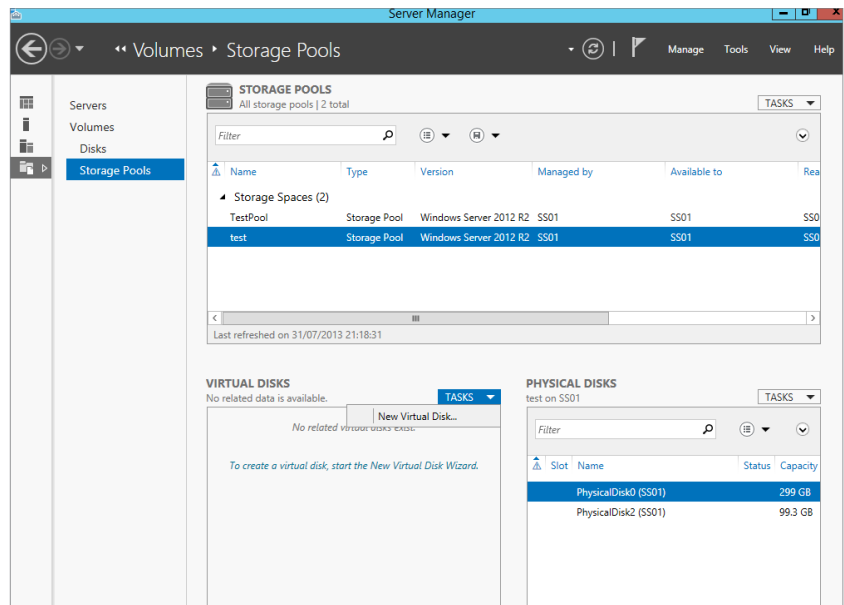 Server Manager
Volumes Storage Pools
Manage Tools View Help
Servers
Volumes
Disks
Storage Pools
STORAGE POOLS
All storage pools | 2 total
TASKS
Filter
Name Type Version Managed by Available to Rea
Storage Spaces (2)
TestPool Storage Pool Windows Server 2012 R2 SS01 SS01 SS0
test Storage Pool Windows Server 2012 R2 SS01 SS01 SS0
Last refreshed on 31/07/2013 21:18:31
VIRTUAL DISKS
No related data is available.
TASKS
New Virtual Disk...
No related virtual disks exist.
To create a virtual disk, start the New Virtual Disk Wizard.
PHYSICAL DISKS
test on SS01
TASKS
Filter
Slot Name Status Capacity
PhysicalDisk0 (SS01) 299 GB
PhysicalDisk2 (SS01) 99.3 GB